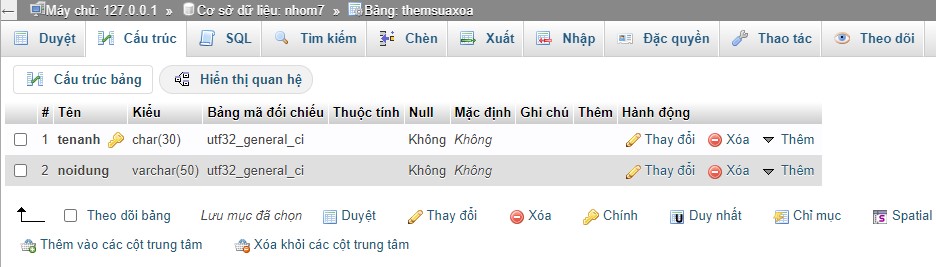 Máy chủ: 127.0.0.1 » Cơ sở dữ liệu: nhom7 » Bảng: themsuaxoa
Duyệt Cấu trúc SQL Tìm kiếm Chèn Xuất Nhập Đặc quyền Thao tác Theo dõi
Cấu trúc bảng Hiển thị quan hệ
# Tên Kiểu Bảng mã đối chiếu Thuộc tính Null Mặc định Ghi chú Thêm Hành động
1 tenanh char(30) utf32_general_ci Không Không Thay đổi Xóa Thêm
2 noidung varchar(50) utf32_general_ci Không Không Thay đổi Xóa Thêm
Theo dõi bảng Lưu mục đã chọn Duyệt Thay đổi Xóa Chính Duy nhất Chỉ mục Spatial
Thêm vào các cột trung tâm Xóa khỏi các cột trung tâm